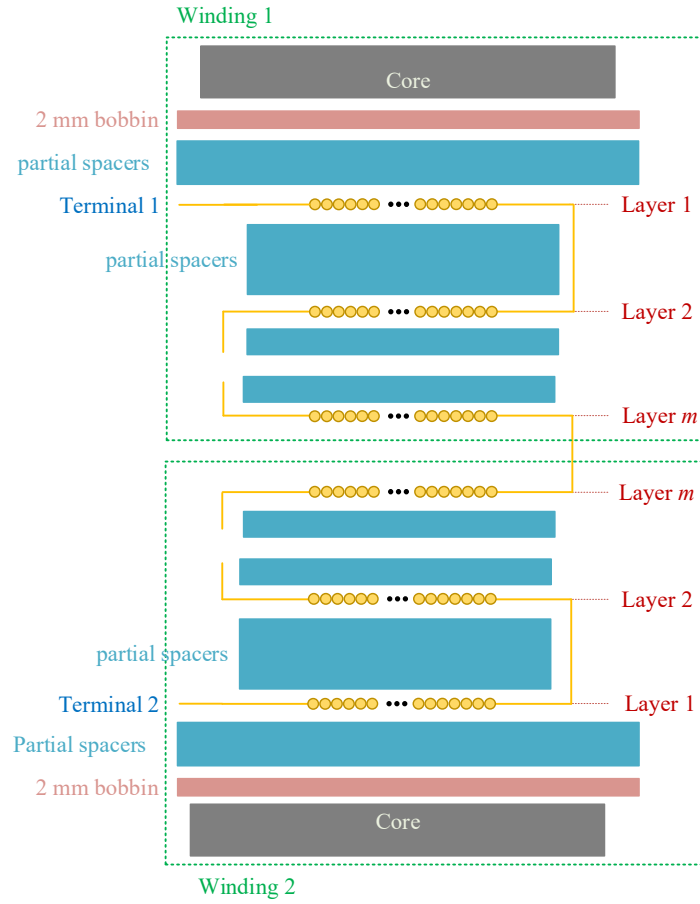 Winding 1
Core
2 mm bobbin
partial spacers
Terminal 1
Layer 1
partial spacers
Layer 2
Layer m
Layer m
Layer 2
partial spacers
Terminal 2
Layer 1
Partial spacers
2 mm bobbin
Core
Winding 2